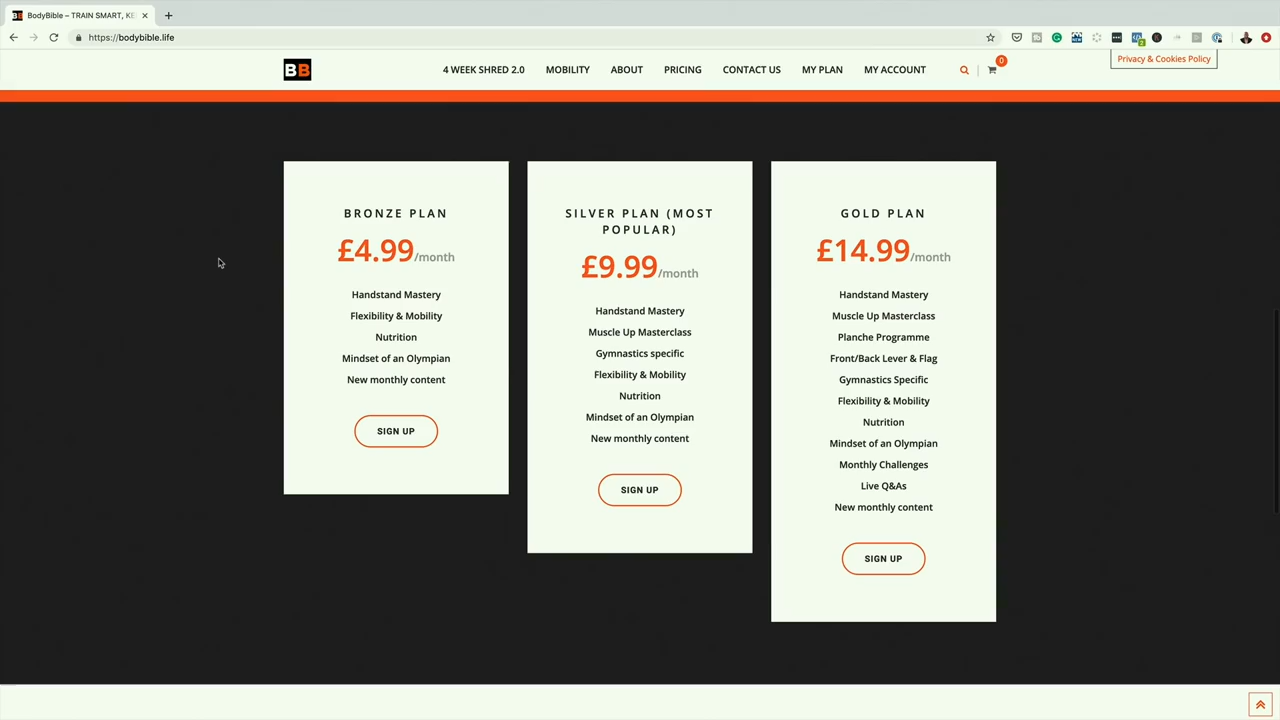 BodyBible – TRAIN SMART, KE
https://bodybible.life
2
BB
4 WEEK SHRED 2.0
MOBILITY
ABOUT
PRICING
CONTACT US
MY PLAN
MY ACCOUNT
0
Privacy & Cookies Policy
BRONZE PLAN
£4.99/month
Handstand Mastery
Flexibility & Mobility
Nutrition
Mindset of an Olympian
New monthly content
SIGN UP
SILVER PLAN (MOST
POPULAR)
£9.99/month
Handstand Mastery
Muscle Up Masterclass
Gymnastics specific
Flexibility & Mobility
Nutrition
Mindset of an Olympian
New monthly content
SIGN UP
GOLD PLAN
£14.99/month
Handstand Mastery
Muscle Up Masterclass
Planche Programme
Front/Back Lever & Flag
Gymnastics Specific
Flexibility & Mobility
Nutrition
Mindset of an Olympian
Monthly Challenges
Live Q&As
New monthly content
SIGN UP